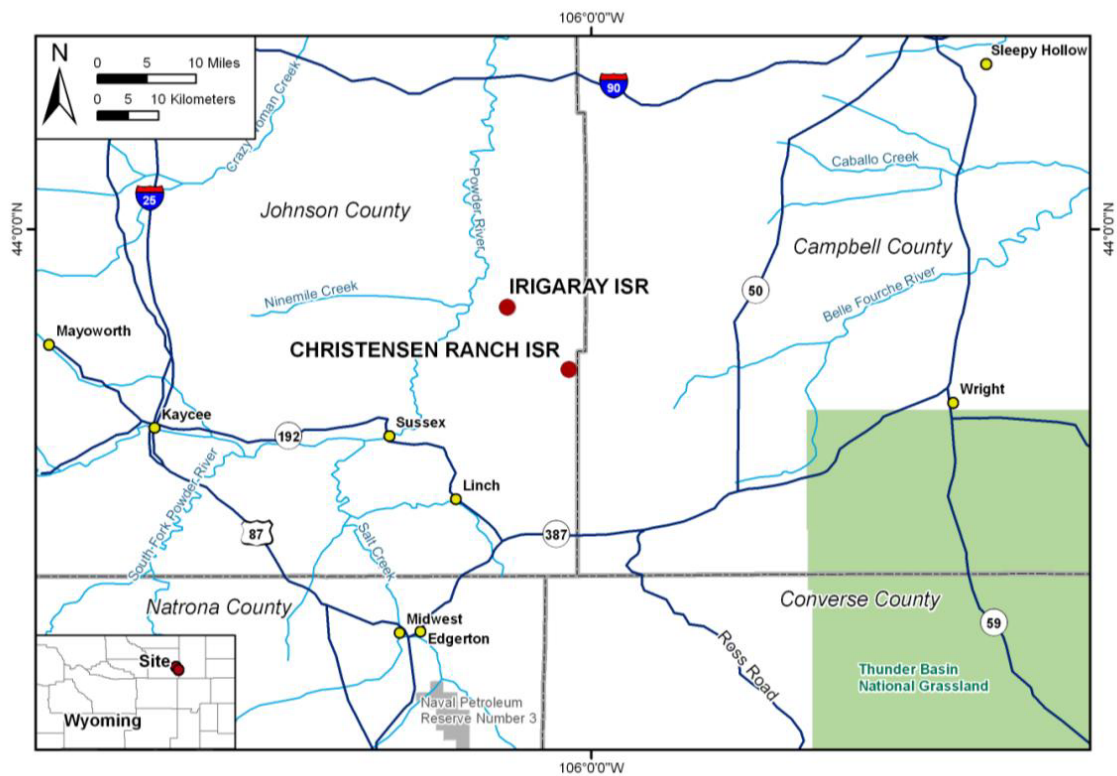 106°0'0"W
N
0 5 10 Miles
0 5 10 Kilometers
Sleepy Hollow
90
Crazy Woman Creek
Powder River
Caballo Creek
25
Johnson County
44°0'0"N
44°0'0"N
Campbell County
IRIGARAY ISR
50
Belle Fourche River
Ninemile Creek
Mayoworth
CHRISTENSEN RANCH ISR
Wright
Kaycee
192
Sussex
Linch
South Fork Powder River
87
Salt Creek
387
Natrona County
Converse County
Midwest
Edgerton
59
Ross Road
Site
Wyoming
Thunder Basin
National Grassland
Naval Petroleum
Reserve Number 3
106°0'0"W